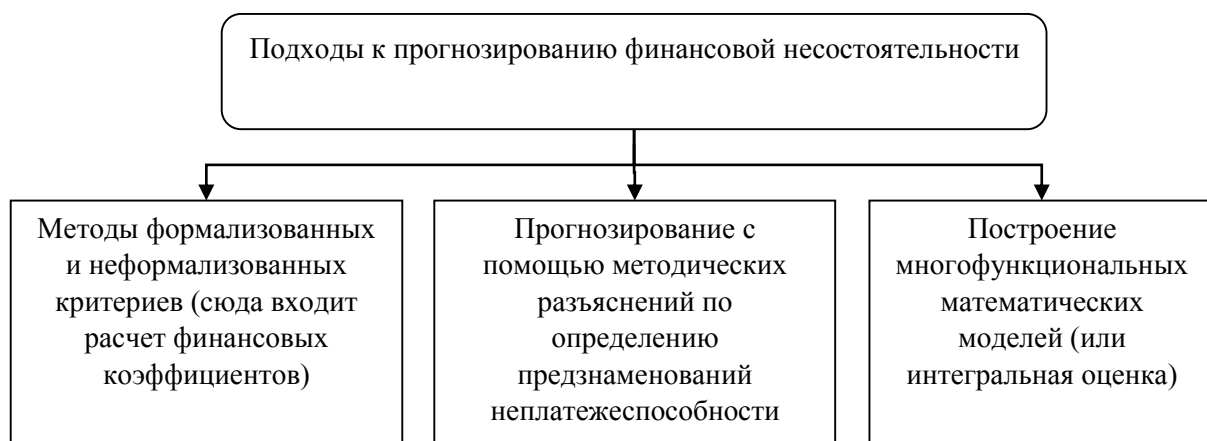 Подходы к прогнозированию финансовой несостоятельности
Методы формализованных
и неформализованных
критериев (сюда входит
расчет финансовых
коэффициентов)
Прогнозирование с
помощью методических
разъяснений по
определению
предзнаменований
неплатежеспособности
Построение
многофункциональных
математических
моделей (или
интегральная оценка)